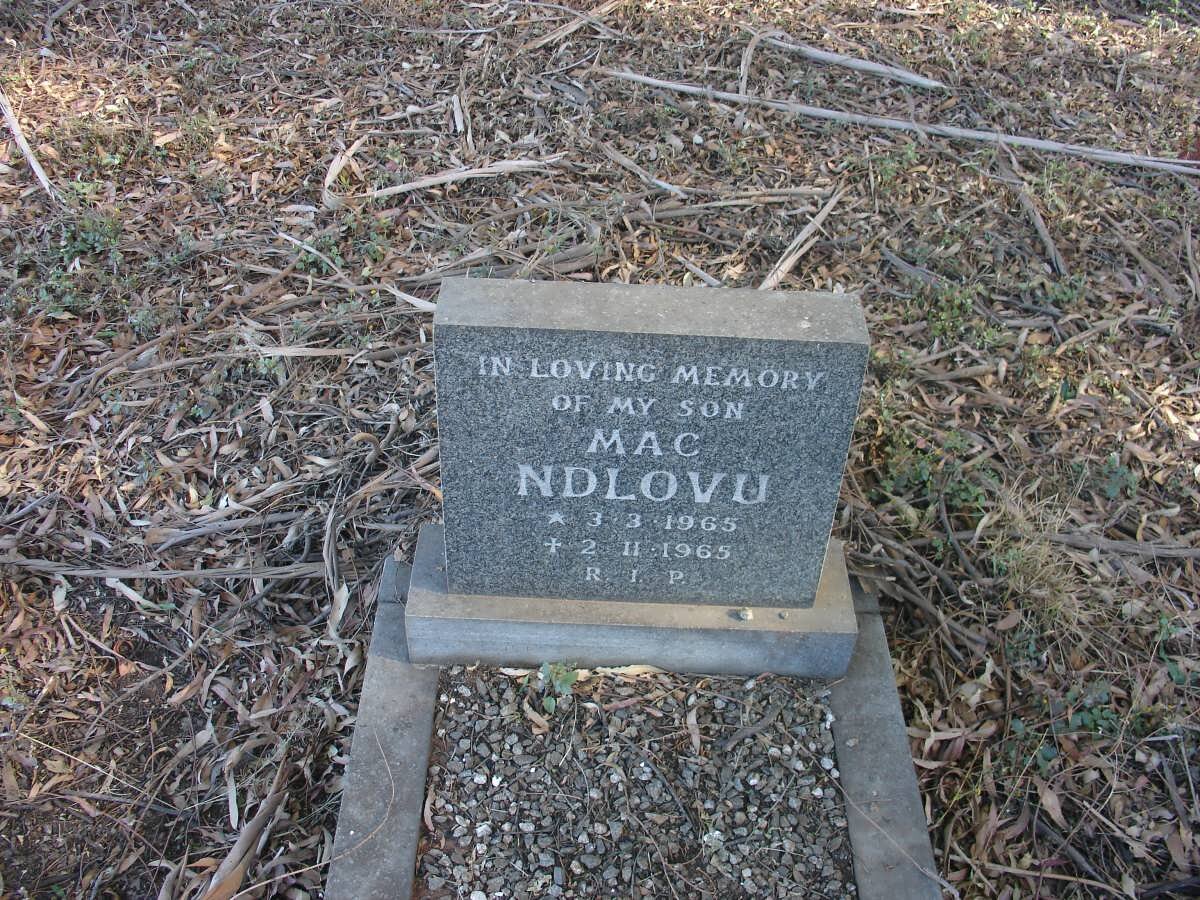 IN LOVING MEMORY
OF MY SON
MAC
NDLOVU
★ 3·3·1965
✝ 2·11·1965
R.I.P.